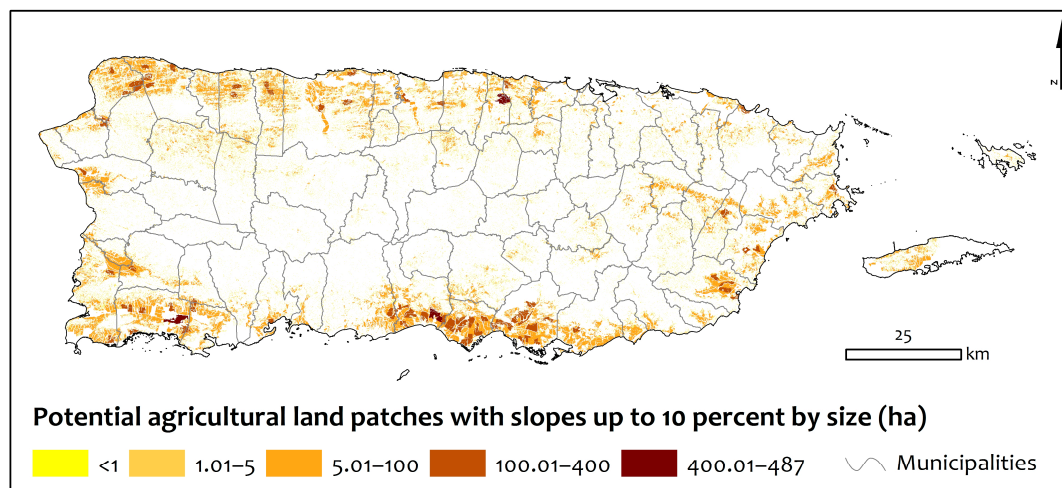 N
25
km
Potential agricultural land patches with slopes up to 10 percent by size (ha)
<1 1.01–5 5.01–100 100.01–400 400.01–487 Municipalities